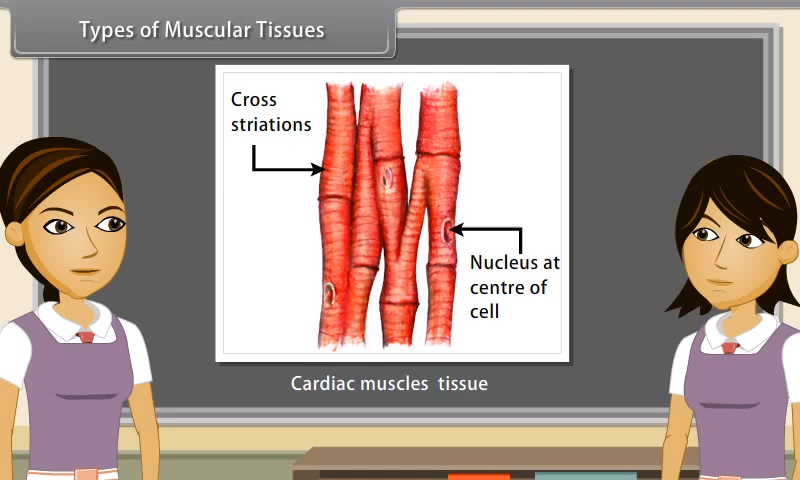 Types of Muscular Tissues
Cross
striations
Nucleus at
centre of
cell
Cardiac muscles tissue